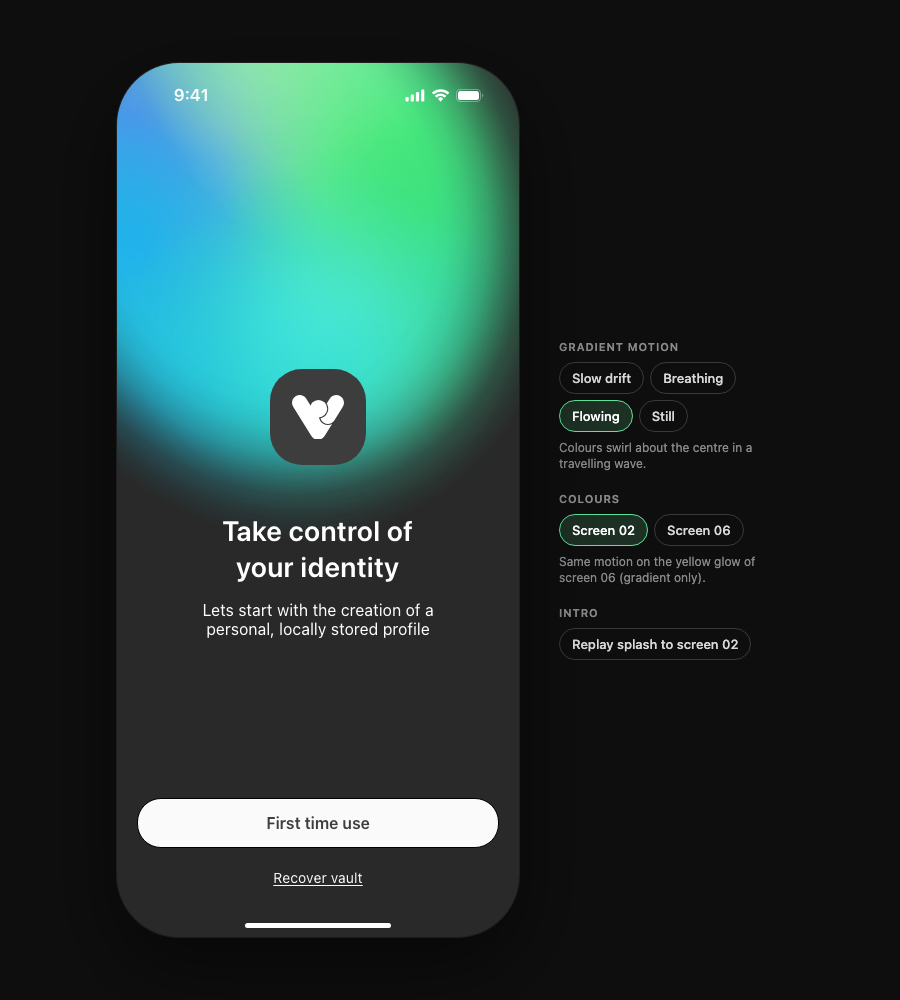 9:41
Take control of
your identity
Lets start with the creation of a
personal, locally stored profile
First time use
Recover vault
GRADIENT MOTION
Slow drift
Breathing
Flowing
Still
Colours swirl about the centre in a
travelling wave.
COLOURS
Screen 02
Screen 06
Same motion on the yellow glow of
screen 06 (gradient only).
INTRO
Replay splash to screen 02